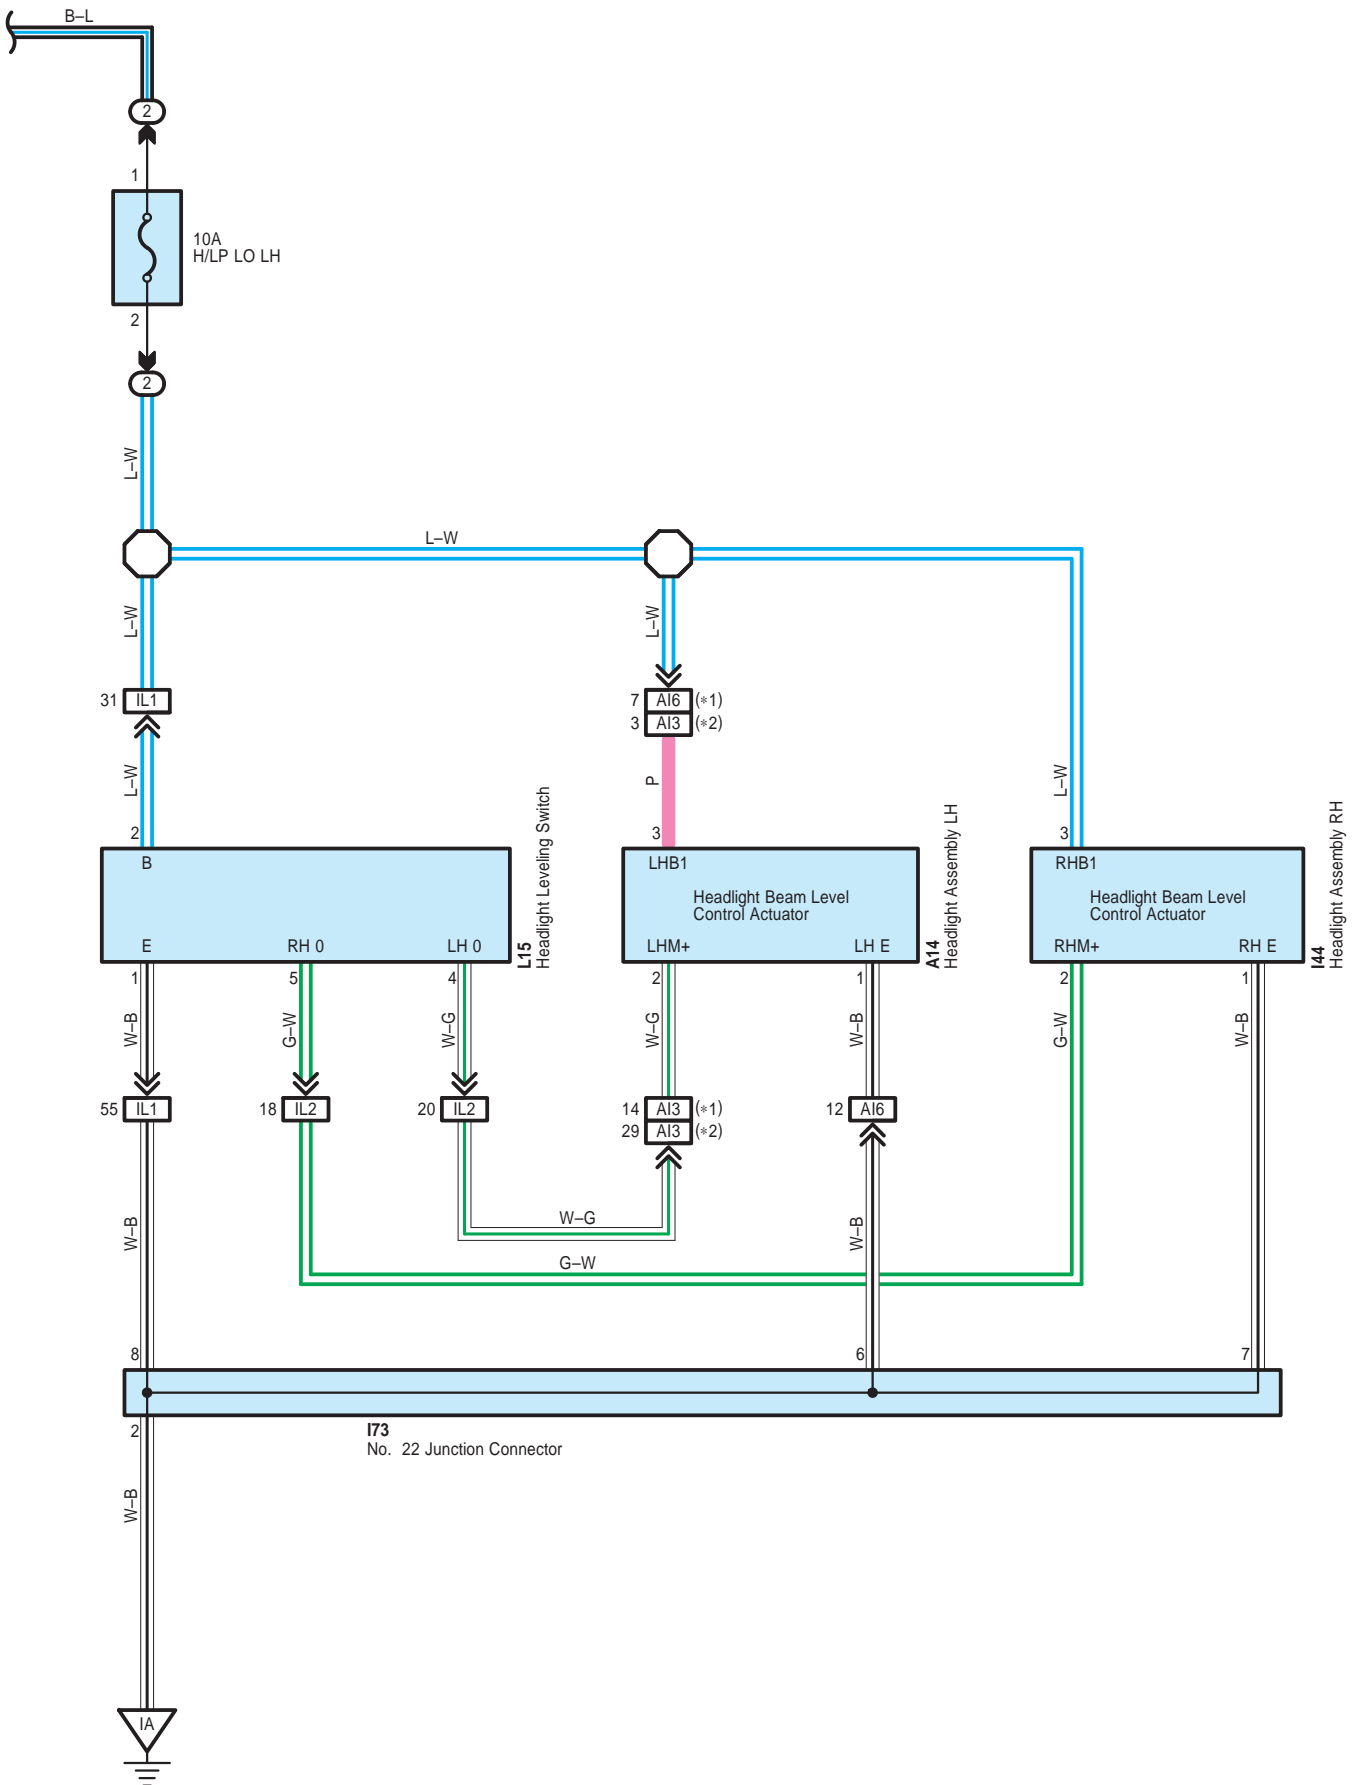 B–L
2
1
10A
H/LP LO LH
2
2
L–W
L–W
L–W
L–W
31 IL1
7 AI6 (∗1)
3 AI3 (∗2)
L–W
P
L–W
2
3
3
B
LHB1
RHB1
Headlight Beam Level
Control Actuator
Headlight Beam Level
Control Actuator
E
RH 0
LH 0
LHM+
LH E
RHM+
RH E
L15
Headlight Leveling Switch
A14
Headlight Assembly LH
I44
Headlight Assembly RH
1
5
4
2
1
2
1
W–B
G–W
W–G
W–G
W–B
G–W
W–B
55 IL1
18 IL2
20 IL2
14 AI3 (∗1)
29 AI3 (∗2)
12 AI6
W–B
W–G
W–B
G–W
8
6
7
2
I73
No. 22 Junction Connector
W–B
IA